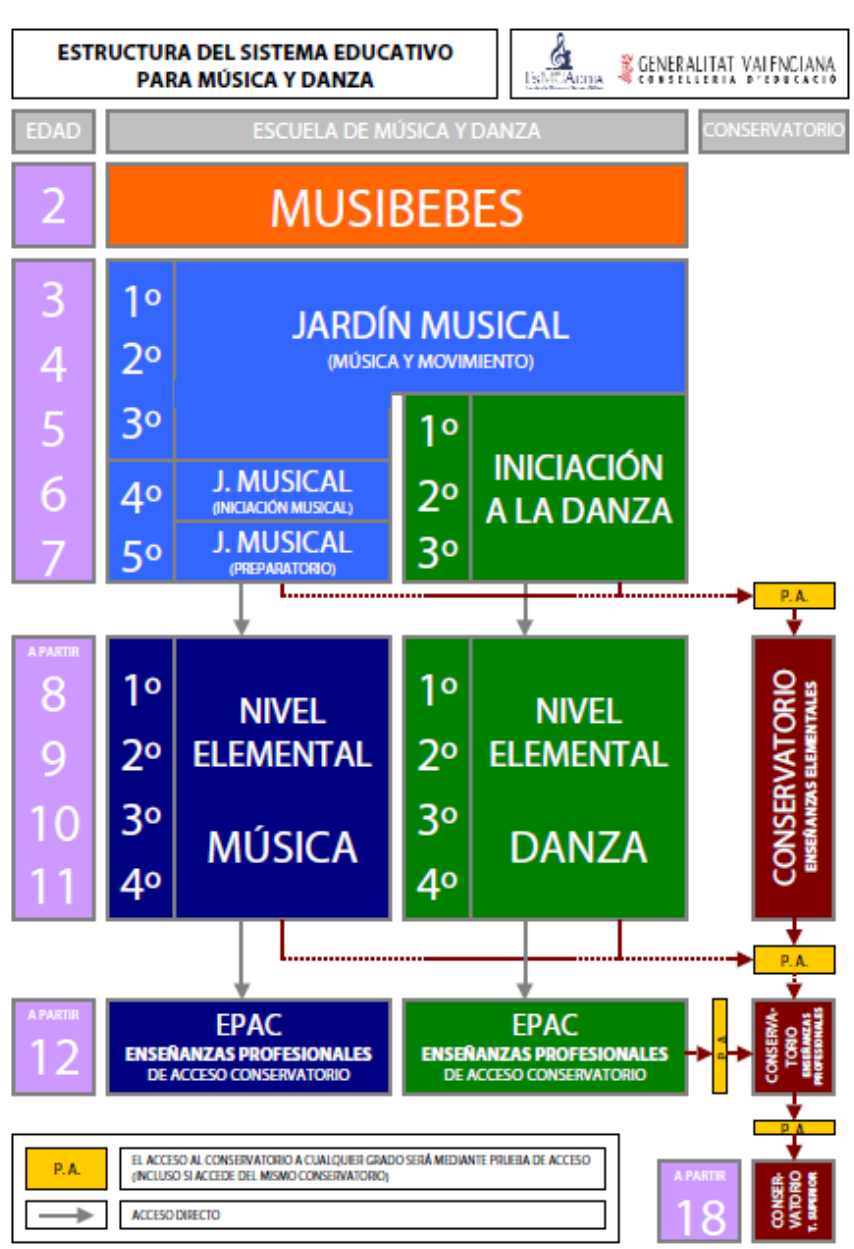 ESTRUCTURA DEL SISTEMA EDUCATIVO
PARA MÚSICA Y DANZA
GENERALITAT VALENCIANA
CONSELLERIA D'EDUCACIÓ
EDAD
ESCUELA DE MÚSICA Y DANZA
CONSERVATORIO
2
MUSIBEBES
3
1º
JARDÍN MUSICAL
(MÚSICA Y MOVIMIENTO)
4
2º
5
3º
1º
INICIACIÓN
A LA DANZA
6
4º
J. MUSICAL
(INICIACIÓN MUSICAL)
2º
7
5º
J. MUSICAL
(PREPARATORIO)
3º
P. A.
A PARTIR
8
1º
NIVEL
ELEMENTAL
MÚSICA
1º
NIVEL
ELEMENTAL
DANZA
CONSERVATORIO
ENSEÑANZAS ELEMENTALES
9
2º
2º
10
3º
3º
11
4º
4º
P. A.
A PARTIR
12
EPAC
ENSEÑANZAS PROFESIONALES
DE ACCESO CONSERVATORIO
EPAC
ENSEÑANZAS PROFESIONALES
DE ACCESO CONSERVATORIO
P. A.
CONSERVA-
TORIO
ENSEÑANZAS
PROFESIONALES
P. A.
P. A.
EL ACCESO AL CONSERVATORIO A CUALQUIER GRADO SERÁ MEDIANTE PRUEBA DE ACCESO
(INCLUSO SI ACCEDE DEL MISMO CONSERVATORIO)
ACCESO DIRECTO
A PARTIR
18
CONSER-
VATORIO
T. SUPERIOR